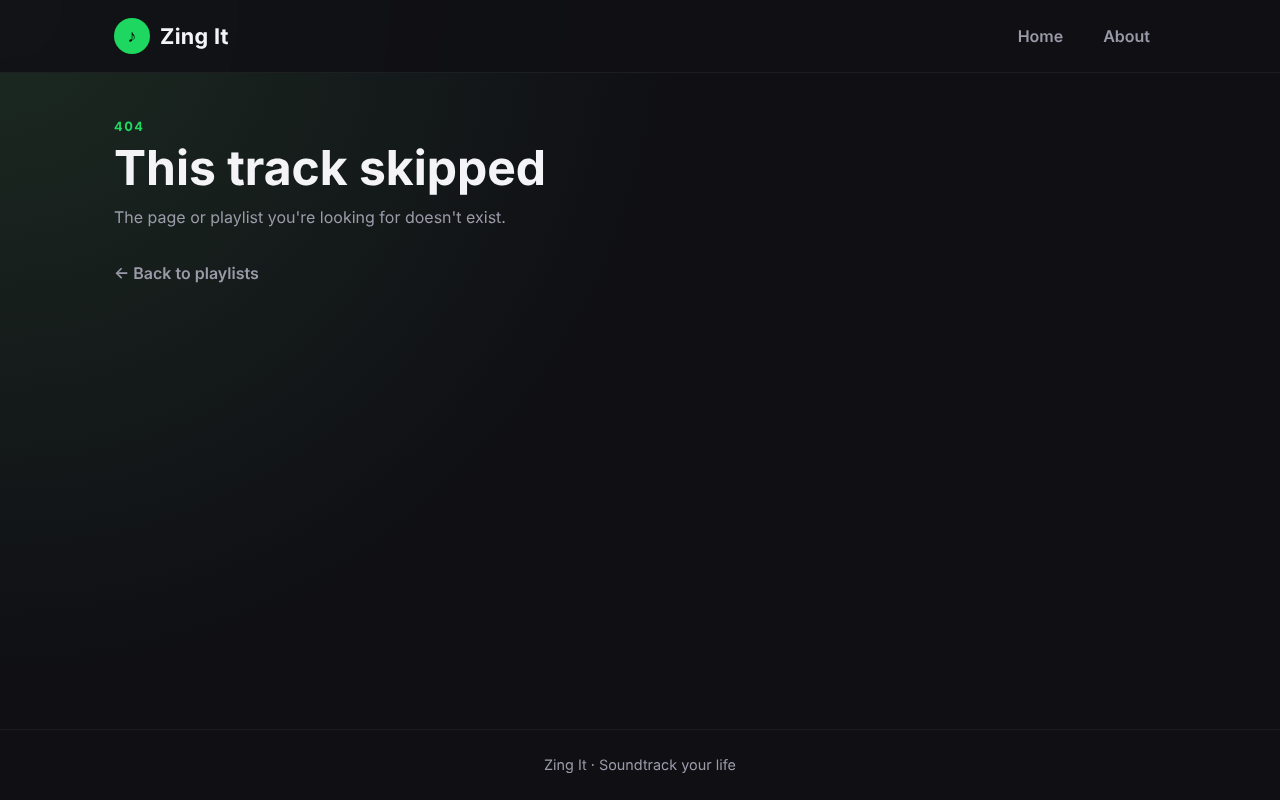 ♪ Zing It
Home
About
404
This track skipped
The page or playlist you're looking for doesn't exist.
← Back to playlists
Zing It · Soundtrack your life